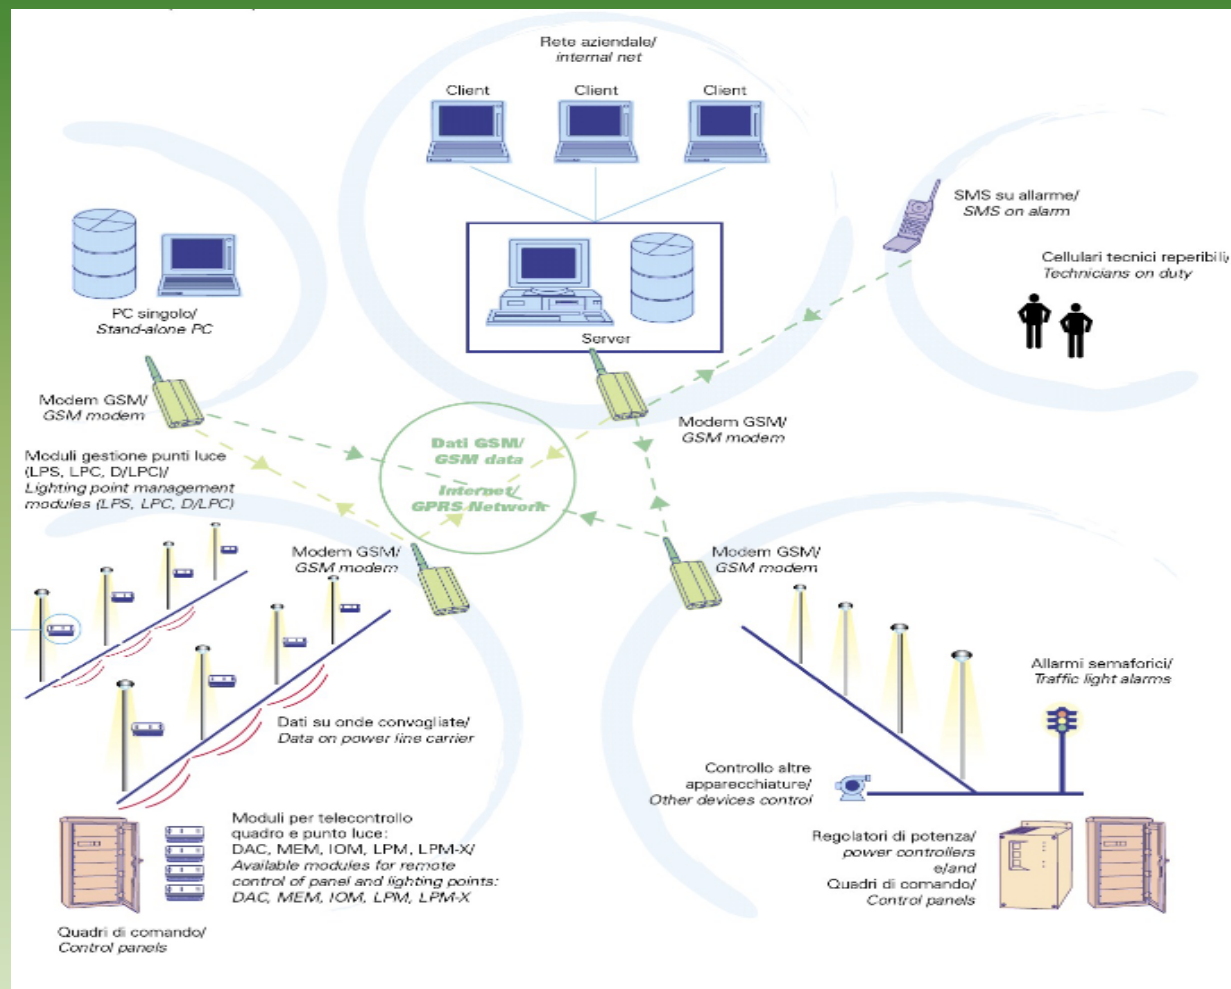 Rete aziendale/
internal net
Client
Client
Client
SMS su allarme/
SMS on alarm
Cellulari tecnici reperibili/
Technicians on duty
PC singolo/
Stand-alone PC
Server
Modem GSM/
GSM modem
Modem GSM/
GSM modem
Dati GSM/
GSM data
Internet/
GPRS Network
Moduli gestione punti luce
(LPS, LPC, D/LPC)/
Lighting point management
modules (LPS, LPC, D/LPC)
Modem GSM/
GSM modem
Modem GSM/
GSM modem
Allarmi semaforici/
Traffic light alarms
Dati su onde convogliate/
Data on power line carrier
Controllo altre
apparecchiature/
Other devices control
Moduli per telecontrollo
quadro e punto luce:
DAC, MEM, IOM, LPM, LPM-X/
Available modules for remote
control of panel and lighting points:
DAC, MEM, IOM, LPM, LPM-X
Regolatori di potenza/
power controllers
e/and
Quadri di comando/
Control panels
Quadri di comando/
Control panels